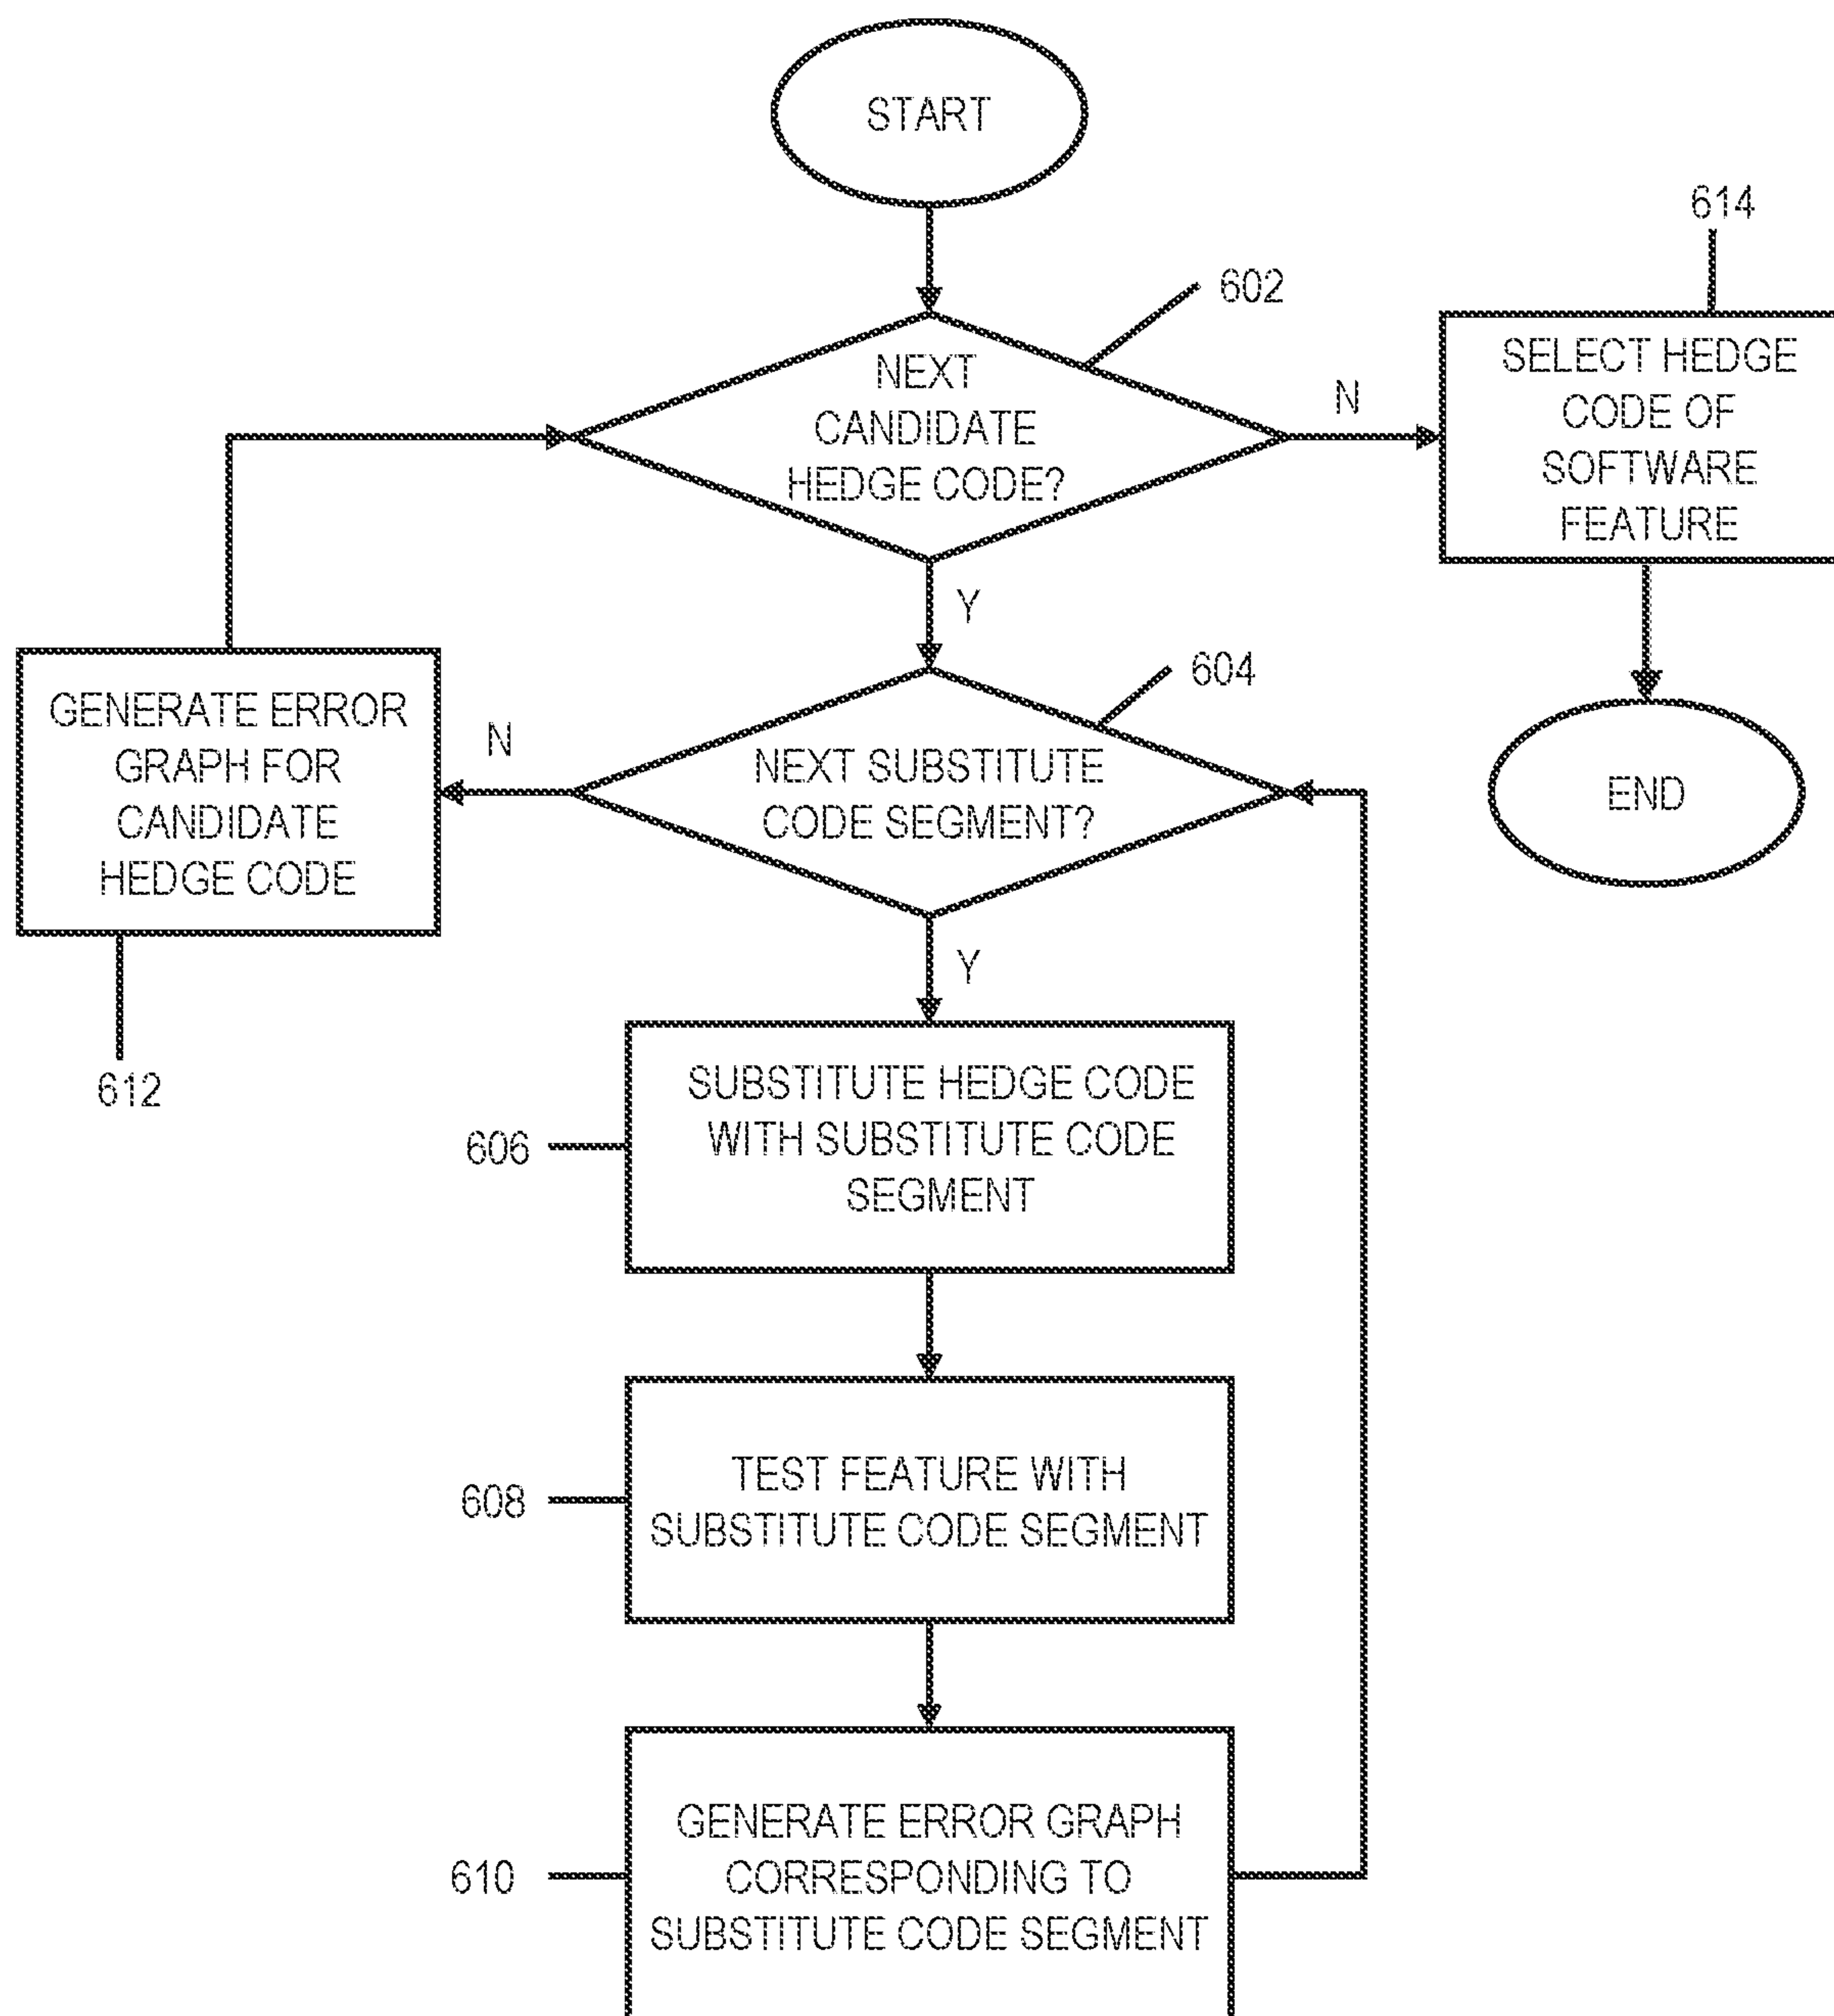 START
614
602
NEXT
CANDIDATE
HEDGE CODE?
N
SELECT HEDGE
CODE OF
SOFTWARE
FEATURE
Y
604
GENERATE ERROR
GRAPH FOR
CANDIDATE
HEDGE CODE
N
NEXT SUBSTITUTE
CODE SEGMENT?
END
Y
612
606
SUBSTITUTE HEDGE CODE
WITH SUBSTITUTE CODE
SEGMENT
608
TEST FEATURE WITH
SUBSTITUTE CODE SEGMENT
610
GENERATE ERROR GRAPH
CORRESPONDING TO
SUBSTITUTE CODE SEGMENT